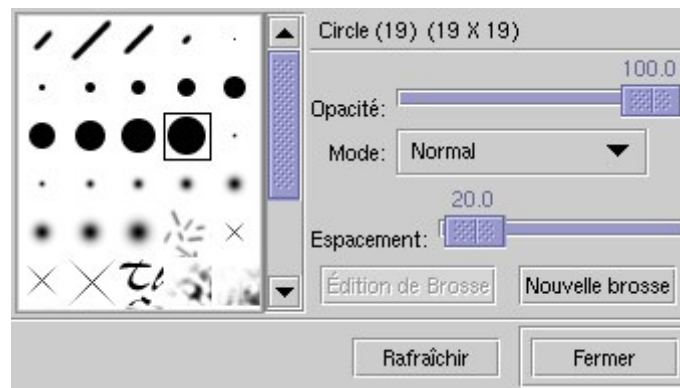 Circle (19) (19 X 19)
100.0
Opacité:
Mode: Normal
20.0
Espacement:
Édition de Brosse Nouvelle brosse
Rafraîchir Fermer